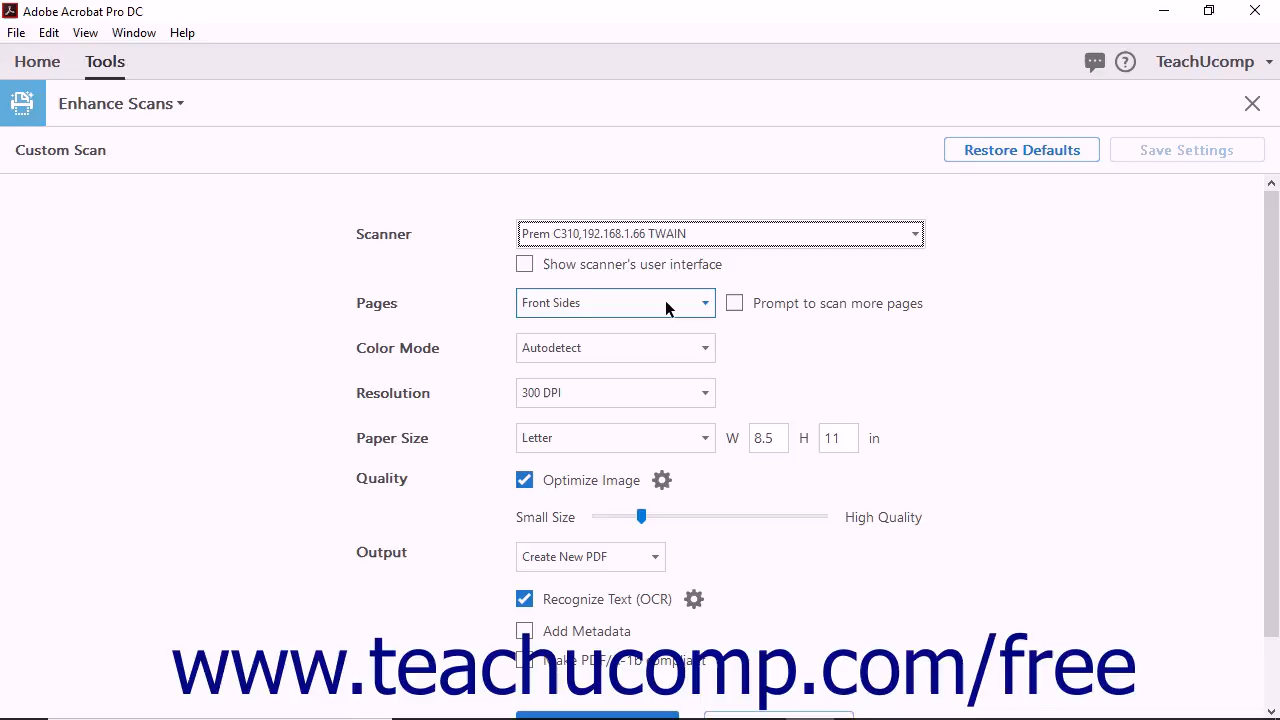 Adobe Acrobat Pro DC
File Edit View Window Help
Home Tools TeachUcomp
Enhance Scans
Custom Scan Restore Defaults Save Settings
Scanner Prem C310,192.168.1.66 TWAIN
Show scanner's user interface
Pages Front Sides Prompt to scan more pages
Color Mode Autodetect
Resolution 300 DPI
Paper Size Letter W 8.5 H 11 in
Quality Optimize Image
Small Size High Quality
Output Create New PDF
Recognize Text (OCR)
Add Metadata
Make
www.teachucomp.com/free